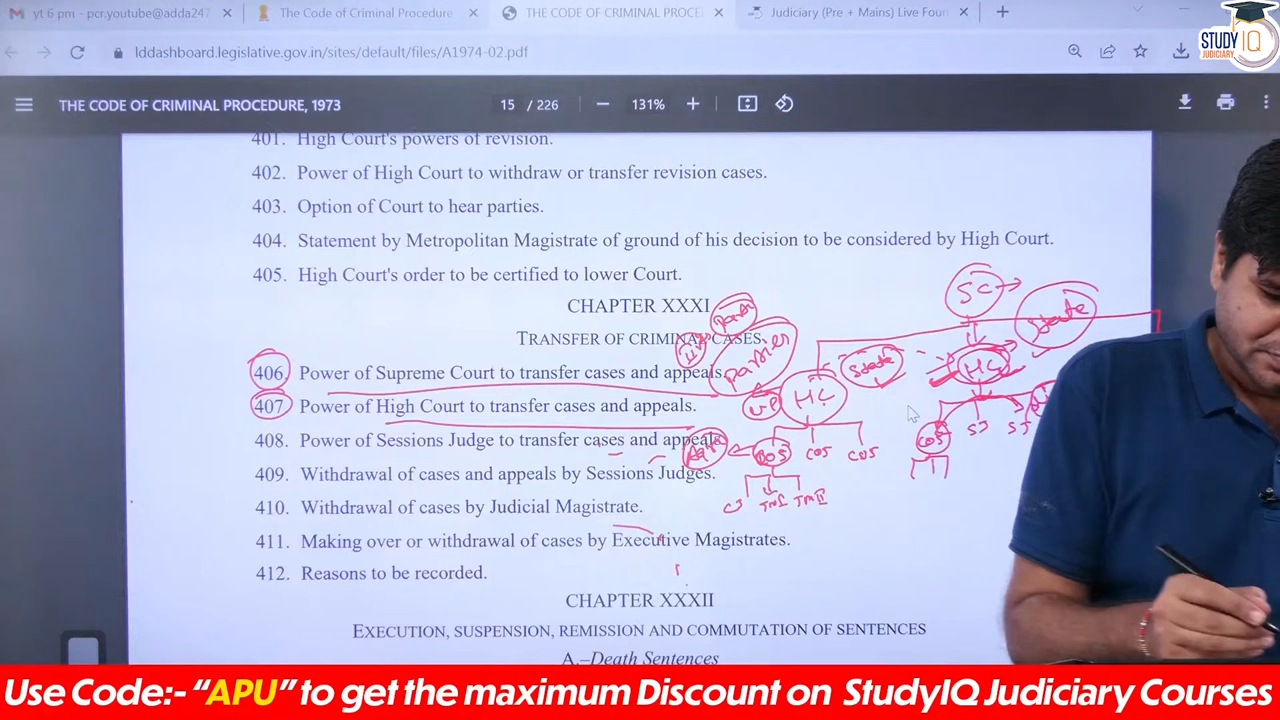 yt 6 pm - pcr.youtube@adda247
The Code of Criminal Procedure
THE CODE OF CRIMINAL PROCE
Judiciary (Pre + Mains) Live Foun
lddashboard.legislative.gov.in/sites/default/files/A1974-02.pdf
STUDY IQ
JUDICIARY
THE CODE OF CRIMINAL PROCEDURE, 1973
15 / 226
131%
401. High Court's powers of revision.
402. Power of High Court to withdraw or transfer revision cases.
403. Option of Court to hear parties.
404. Statement by Metropolitan Magistrate of ground of his decision to be considered by High Court.
405. High Court's order to be certified to lower Court.
CHAPTER XXXI
TRANSFER OF CRIMINAL CASES
406. Power of Supreme Court to transfer cases and appeals.
407. Power of High Court to transfer cases and appeals.
408. Power of Sessions Judge to transfer cases and appeals.
409. Withdrawal of cases and appeals by Sessions Judges.
410. Withdrawal of cases by Judicial Magistrate.
411. Making over or withdrawal of cases by Executive Magistrates.
412. Reasons to be recorded.
CHAPTER XXXII
EXECUTION, SUSPENSION, REMISSION AND COMMUTATION OF SENTENCES
A.–Death Sentences
SC
State
Parties
State
HC
UP
HC
COS
SJ
SJ
Agra
COS
COS
COS
CJ
JMI
JMII
Use Code:- “APU” to get the maximum Discount on StudyIQ Judiciary Courses